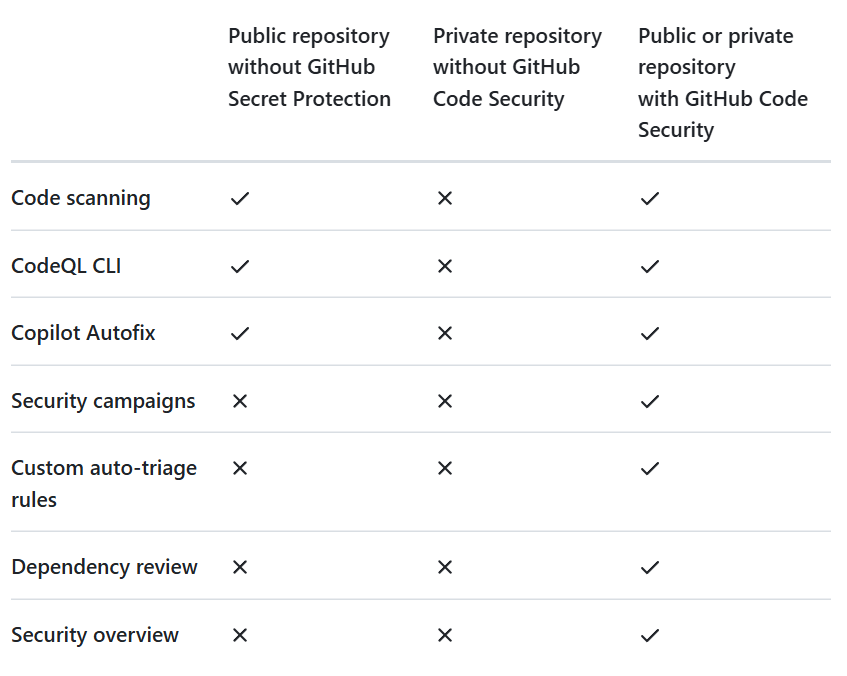 Public repository without GitHub Secret Protection
Private repository without GitHub Code Security
Public or private repository with GitHub Code Security
Code scanning ✓ ✕ ✓
CodeQL CLI ✓ ✕ ✓
Copilot Autofix ✓ ✕ ✓
Security campaigns ✕ ✕ ✓
Custom auto-triage rules ✕ ✕ ✓
Dependency review ✕ ✕ ✓
Security overview ✕ ✕ ✓